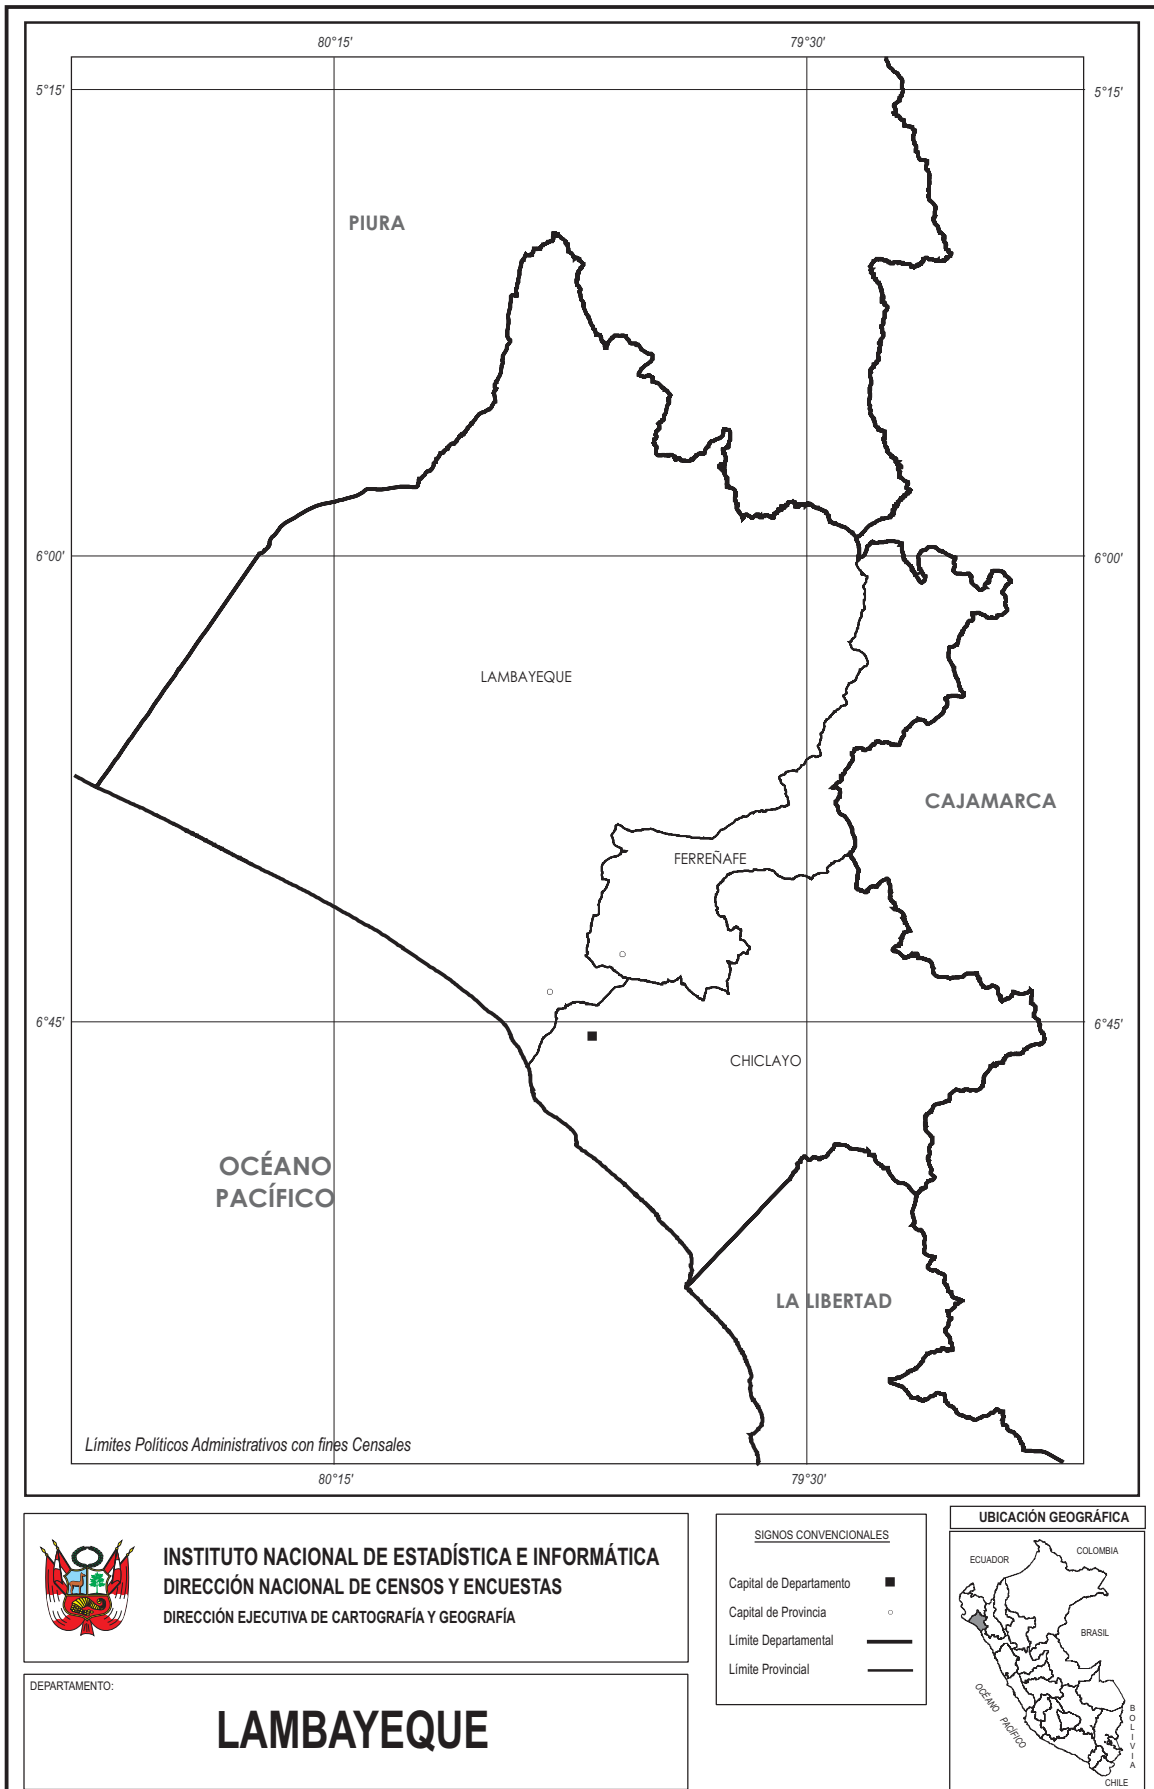 80°15'
79°30'
5°15'
5°15'
PIURA
6°00'
6°00'
LAMBAYEQUE
CAJAMARCA
FERREÑAFE
6°45'
6°45'
CHICLAYO
OCÉANO
PACÍFICO
LA LIBERTAD
Límites Políticos Administrativos con fines Censales
80°15'
79°30'
INSTITUTO NACIONAL DE ESTADÍSTICA E INFORMÁTICA
DIRECCIÓN NACIONAL DE CENSOS Y ENCUESTAS
DIRECCIÓN EJECUTIVA DE CARTOGRAFÍA Y GEOGRAFÍA
DEPARTAMENTO:
LAMBAYEQUE
SIGNOS CONVENCIONALES
Capital de Departamento
Capital de Provincia
Límite Departamental
Límite Provincial
UBICACIÓN GEOGRÁFICA
ECUADOR
COLOMBIA
BRASIL
OCÉANO PACÍFICO
BOLIVIA
CHILE